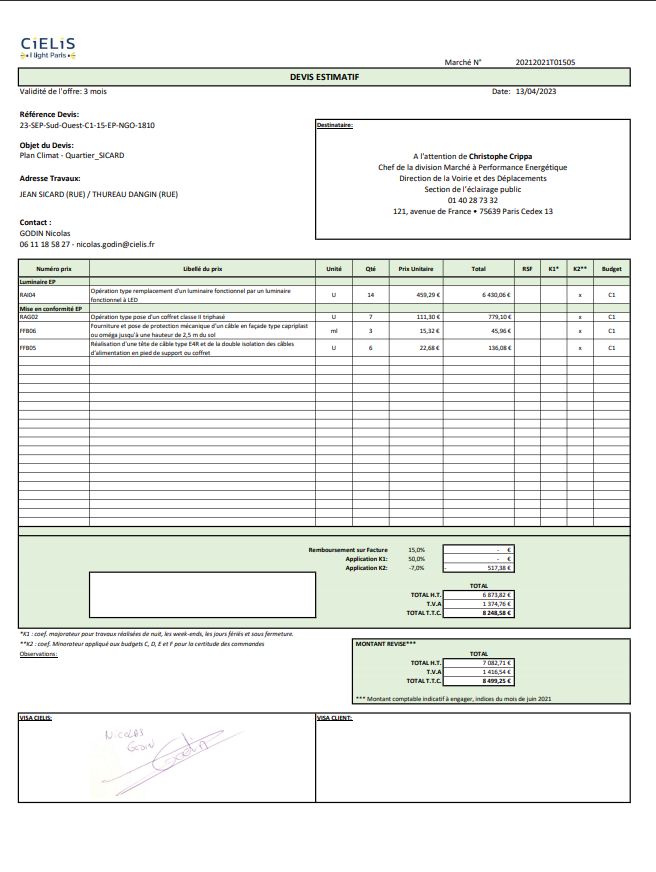 CiELiS
light Paris
Marché N° 20212021T01505
DEVIS ESTIMATIF
Validité de l'offre: 3 mois
Date: 13/04/2023
Référence Devis:
23-SEP-Sud-Ouest-C1-15-EP-NGO-1810
Destinataire:
Objet du Devis:
Plan Climat - Quartier_SICARD
A l'attention de Christophe Crippa
Chef de la division Marché à Performance Energétique
Direction de la Voirie et des Déplacements
Section de l'éclairage public
01 40 28 73 32
121, avenue de France • 75639 Paris Cedex 13
Adresse Travaux:
JEAN SICARD (RUE) / THUREAU DANGIN (RUE)
Contact :
GODIN Nicolas
06 11 18 58 27 - nicolas.godin@cielis.fr
Numéro prix Libellé du prix Unité Qté Prix Unitaire Total RSF K1* K2** Budget
Luminaire EP
RAI04 Opération type remplacement d'un luminaire fonctionnel par un luminaire fonctionnel à LED U 14 459,29 € 6 430,06 € x C1
Mise en conformité EP
RAG02 Opération type pose d'un coffret classe II triphasé U 7 111,30 € 779,10 € x C1
FFB06 Fourniture et pose de protection mécanique d'un câble en façade type capriplast ou oméga jusqu'à une hauteur de 2,5 m du sol ml 3 15,32 € 45,96 € x C1
FFB05 Réalisation d'une tête de câble type E4R et de la double isolation des câbles d'alimentation en pied de support ou coffret U 6 22,68 € 136,08 € x C1
Remboursement sur Facture 15,0% - €
Application K1: 50,0% - €
Application K2: -7,0% - 517,38 €
TOTAL
TOTAL H.T. 6 873,82 €
T.V.A 1 374,76 €
TOTAL T.T.C. 8 248,58 €
*K1 : coef. majorateur pour travaux réalisées de nuit, les week-ends, les jours fériés et sous fermeture.
**K2 : coef. Minorateur appliqué aux budgets C, D, E et F pour la certitude des commandes
Observations:
MONTANT REVISE***
TOTAL
TOTAL H.T. 7 082,71 €
T.V.A 1 416,54 €
TOTAL T.T.C. 8 499,25 €
*** Montant comptable indicatif à engager, indices du mois de juin 2021
VISA CIELIS:
VISA CLIENT:
NICOLAS
GODIN
Godin